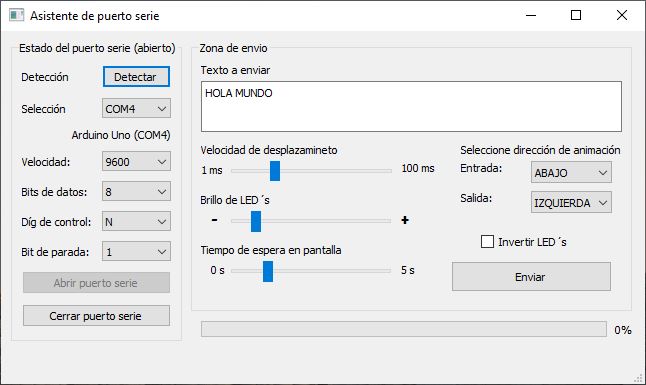 Asistente de puerto serie
Estado del puerto serie (abierto)
Detección
Detectar
Selección
COM4
Arduino Uno (COM4)
Velocidad:
9600
Bits de datos:
8
Díg de control:
N
Bit de parada:
1
Abrir puerto serie
Cerrar puerto serie
Zona de envio
Texto a enviar
HOLA MUNDO
Velocidad de desplazamineto
1 ms
100 ms
Brillo de LED´s
-
+
Tiempo de espera en pantalla
0 s
5 s
Seleccione dirección de animación
Entrada:
ABAJO
Salida:
IZQUIERDA
Invertir LED´s
Enviar
0%